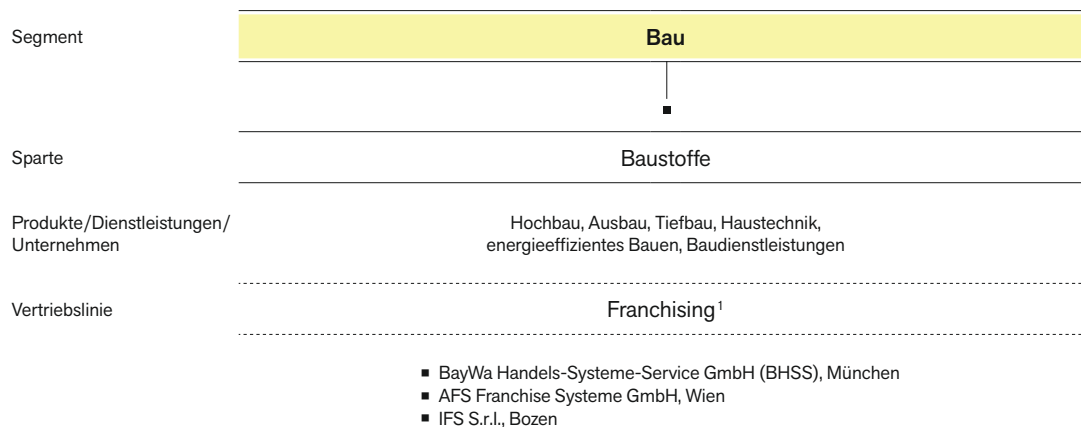 Segment
Bau
Sparte
Baustoffe
Produkte/Dienstleistungen/
Unternehmen
Hochbau, Ausbau, Tiefbau, Haustechnik,
energieeffizientes Bauen, Baudienstleistungen
Vertriebslinie
Franchising¹
■ BayWa Handels-Systeme-Service GmbH (BHSS), München
■ AFS Franchise Systeme GmbH, Wien
■ IFS S.r.l., Bozen